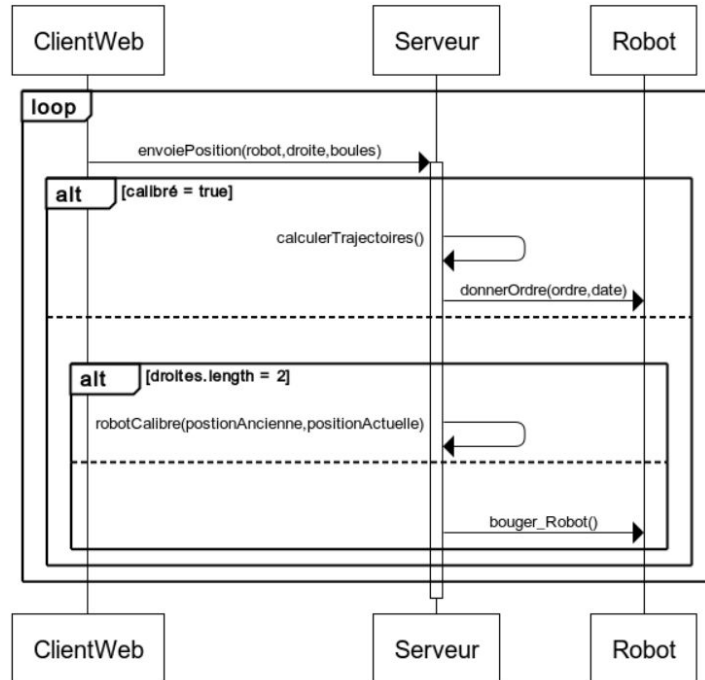 ClientWeb
Serveur
Robot
loop
envoiePosition(robot,droite,boules)
alt
[calibré = true]
calculerTrajectoires()
donnerOrdre(ordre,date)
alt
[droites.length = 2]
robotCalibre(postionAncienne,positionActuelle)
bouger_Robot()
ClientWeb
Serveur
Robot